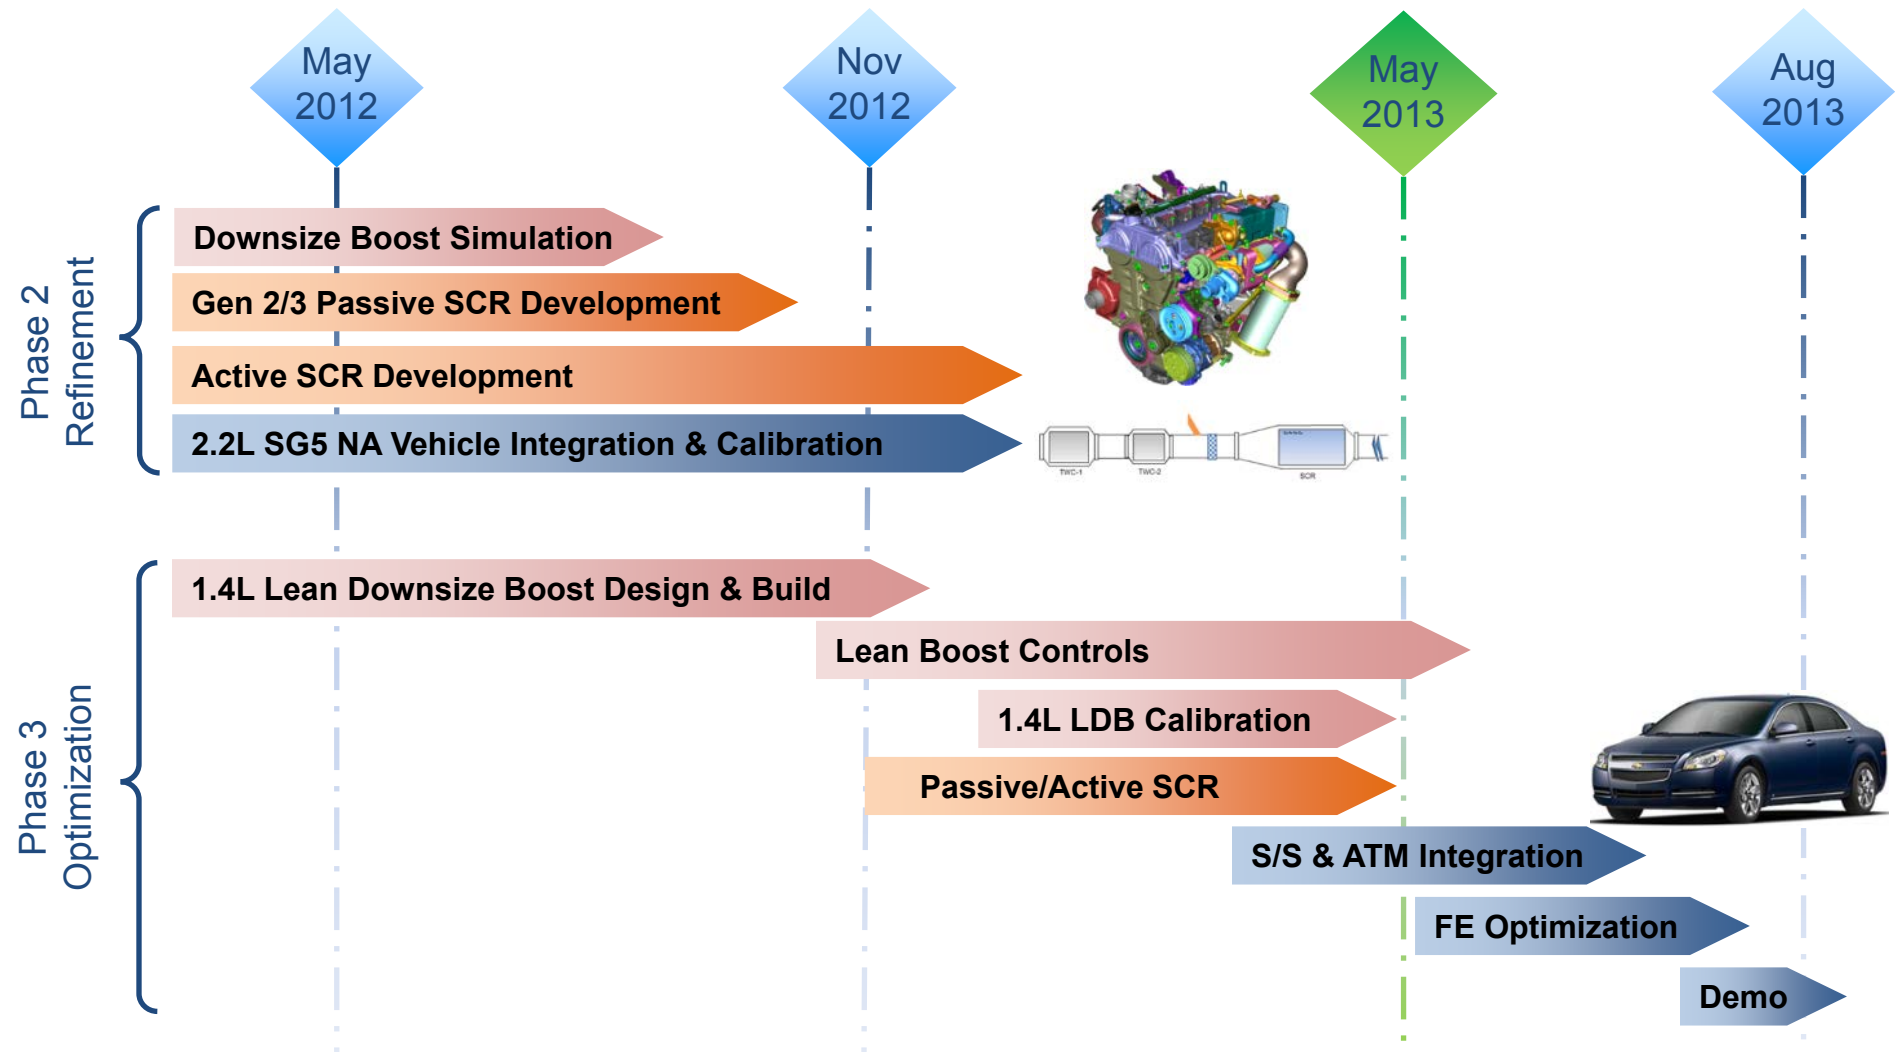 May
2012
Nov
2012
May
2013
Aug
2013
Phase 2
Refinement
Downsize Boost Simulation
Gen 2/3 Passive SCR Development
Active SCR Development
2.2L SG5 NA Vehicle Integration & Calibration
TWC-1
TWC-2
SCR
Phase 3
Optimization
1.4L Lean Downsize Boost Design & Build
Lean Boost Controls
1.4L LDB Calibration
Passive/Active SCR
S/S & ATM Integration
FE Optimization
Demo